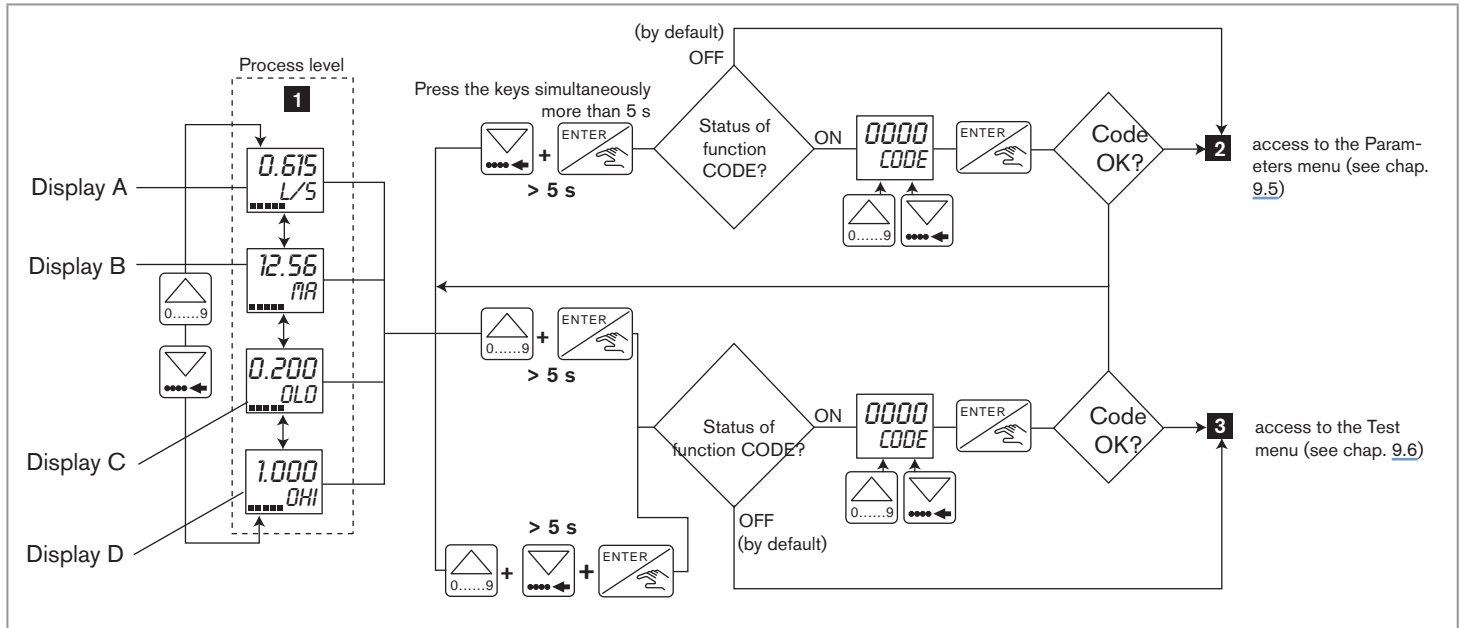 Process level
1
Display A
0.615
L/S
Display B
12.56
MA
0......9
Display C
0.200
OLO
Display D
1.000
OHI
Press the keys simultaneously
more than 5 s
+
ENTER
> 5 s
(by default)
OFF
Status of
function
CODE?
ON
0000
CODE
0......9
ENTER
Code
OK?
2
access to the Param-
eters menu (see chap.
9.5)
0......9
+
ENTER
> 5 s
> 5 s
0......9
+
+
ENTER
Status of
function CODE?
ON
OFF
(by default)
0000
CODE
0......9
ENTER
Code
OK?
3
access to the Test
menu (see chap. 9.6)